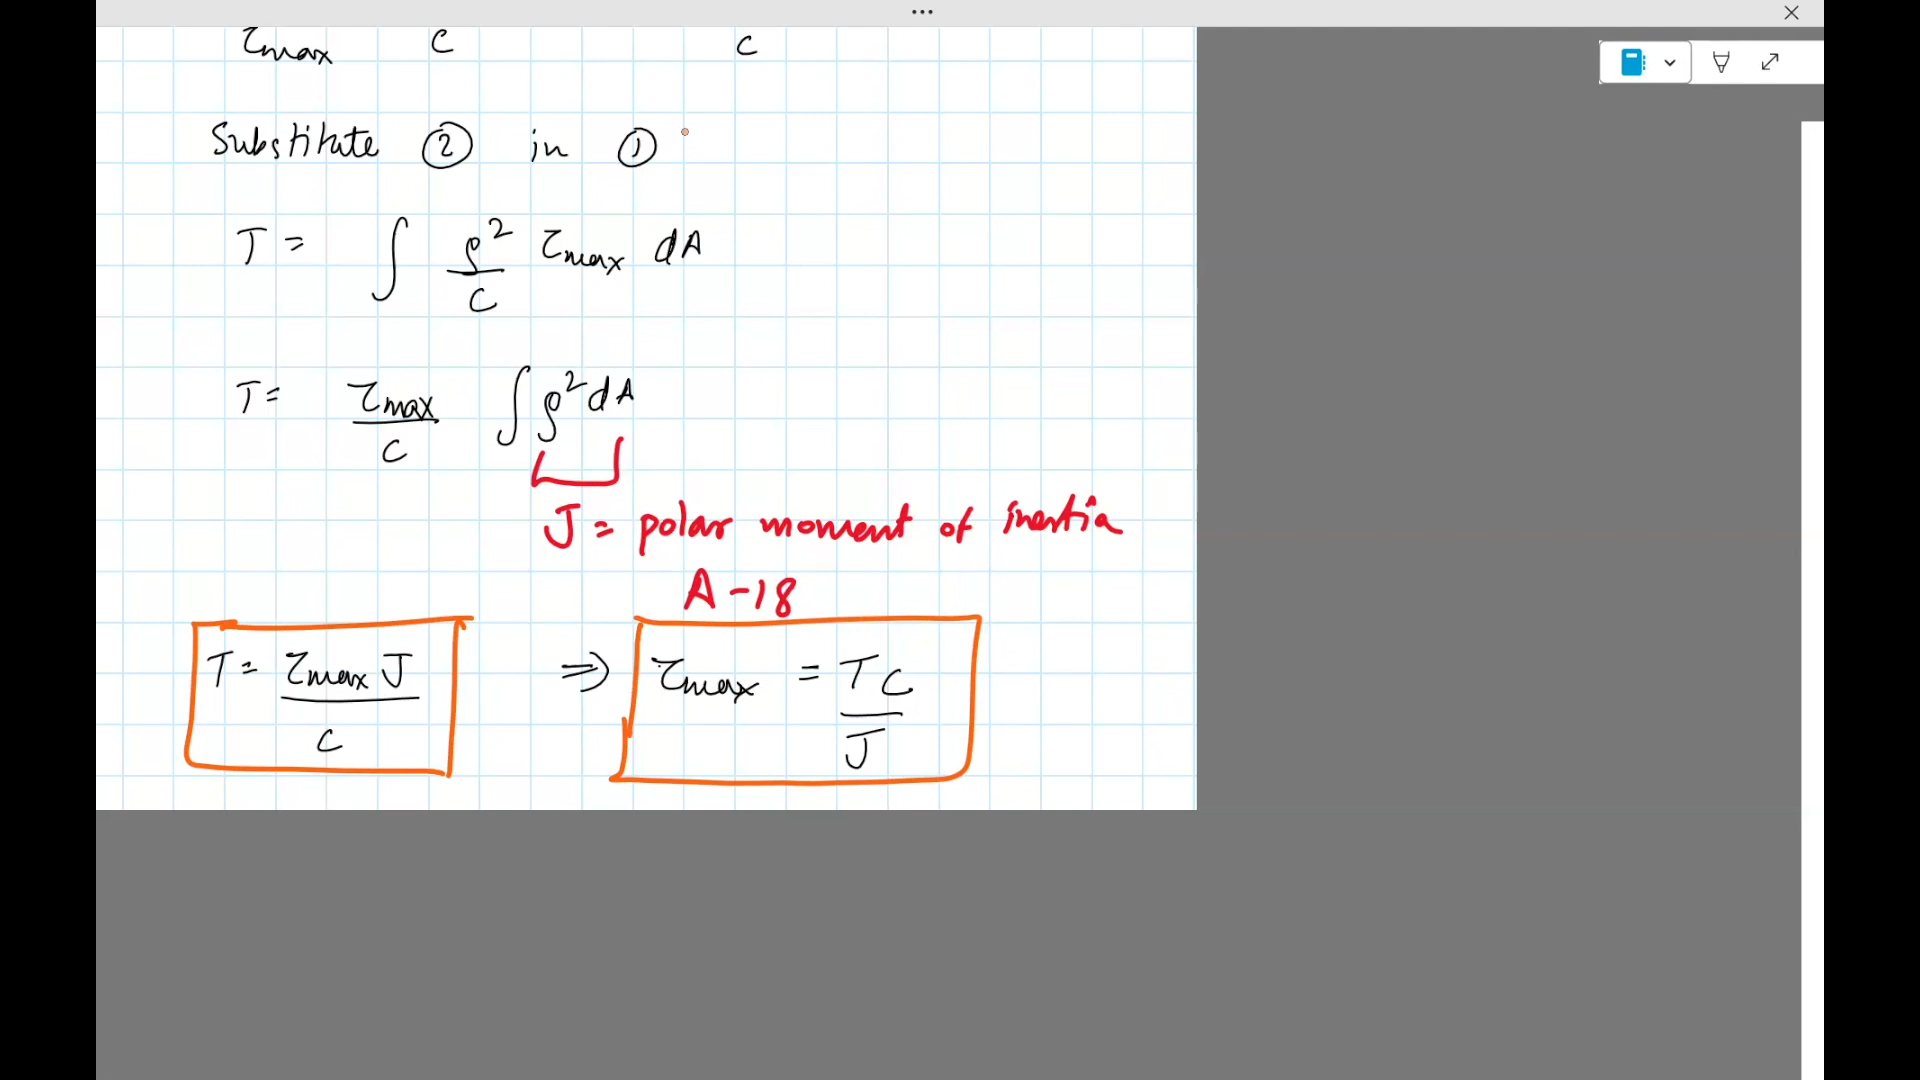 τmax c c
Substitute ② in ①
T = ∫ ρ²/c τmax dA
T = τmax/c ∫ρ²dA
J = polar moment of inertia
A-18
T = τmax J/c ⇒ τmax = Tc/J